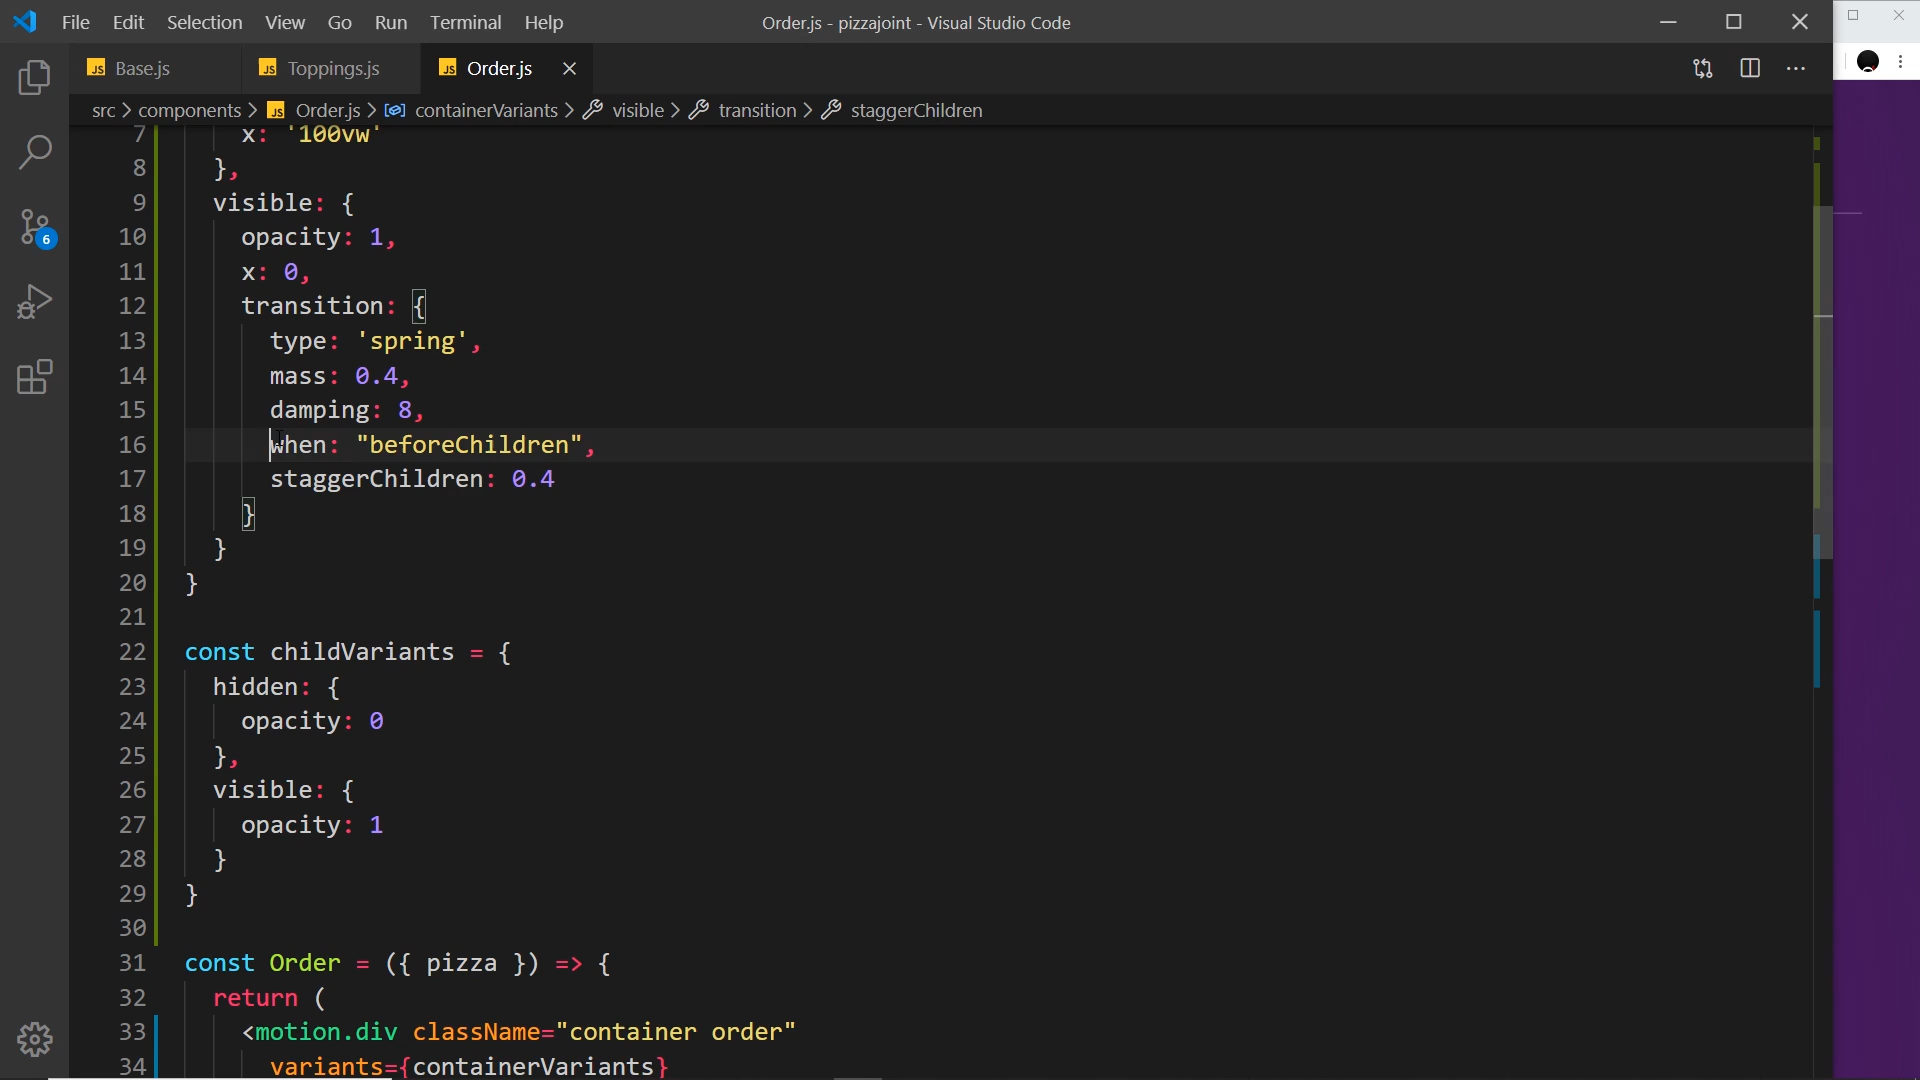 File Edit Selection View Go Run Terminal Help Order.js - pizzajoint - Visual Studio Code
JS Base.js JS Toppings.js JS Order.js
src > components > JS Order.js > containerVariants > visible > transition > staggerChildren
7 x: '100vw'
8 },
9 visible: {
10 opacity: 1,
11 x: 0,
12 transition: {
13 type: 'spring',
14 mass: 0.4,
15 damping: 8,
16 when: "beforeChildren",
17 staggerChildren: 0.4
18 }
19 }
20 }
21
22 const childVariants = {
23 hidden: {
24 opacity: 0
25 },
26 visible: {
27 opacity: 1
28 }
29 }
30
31 const Order = ({ pizza }) => {
32 return (
33 <motion.div className="container order"
34 variants={containerVariants}
6